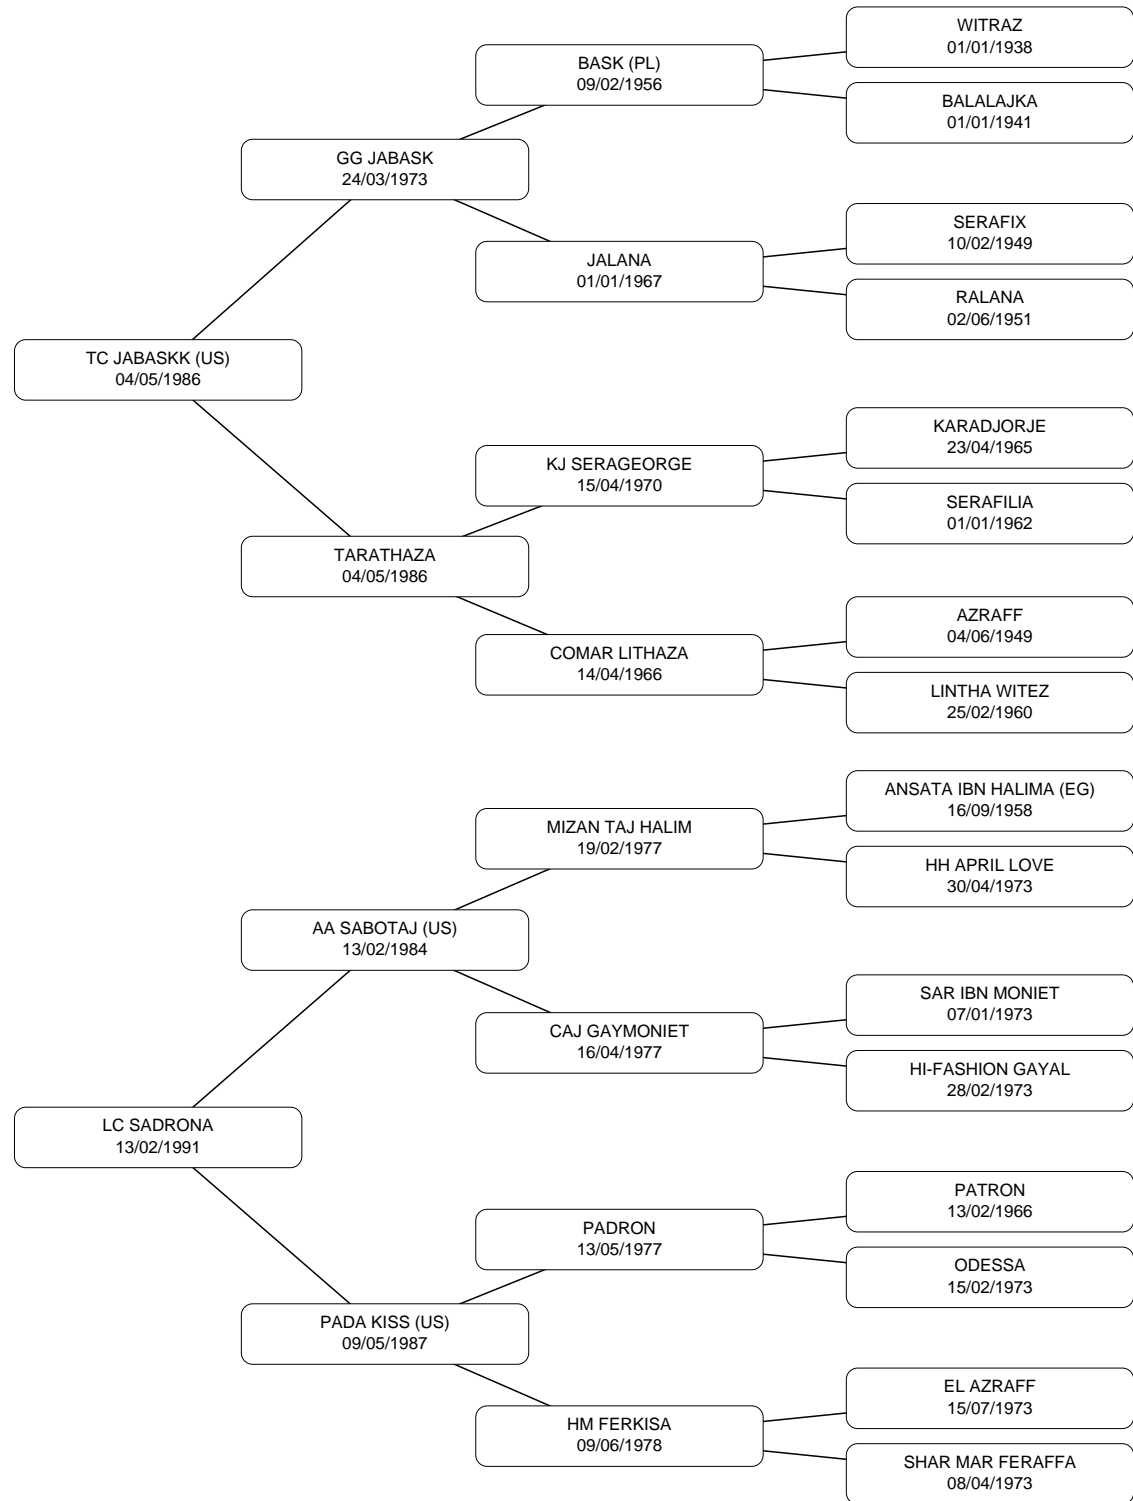 WITRAZ
01/01/1938
BASK (PL)
09/02/1956
BALALAJKA
01/01/1941
GG JABASK
24/03/1973
SERAFIX
10/02/1949
JALANA
01/01/1967
RALANA
02/06/1951
TC JABASKK (US)
04/05/1986
KARADJORJE
23/04/1965
KJ SERAGEORGE
15/04/1970
SERAFILIA
01/01/1962
TARATHAZA
04/05/1986
AZRAFF
04/06/1949
COMAR LITHAZA
14/04/1966
LINTHA WITEZ
25/02/1960
ANSATA IBN HALIMA (EG)
16/09/1958
MIZAN TAJ HALIM
19/02/1977
HH APRIL LOVE
30/04/1973
AA SABOTAJ (US)
13/02/1984
SAR IBN MONIET
07/01/1973
CAJ GAYMONIET
16/04/1977
HI-FASHION GAYAL
28/02/1973
LC SADRONA
13/02/1991
PATRON
13/02/1966
PADRON
13/05/1977
ODESSA
15/02/1973
PADA KISS (US)
09/05/1987
EL AZRAFF
15/07/1973
HM FERKISA
09/06/1978
SHAR MAR FERAFFA
08/04/1973